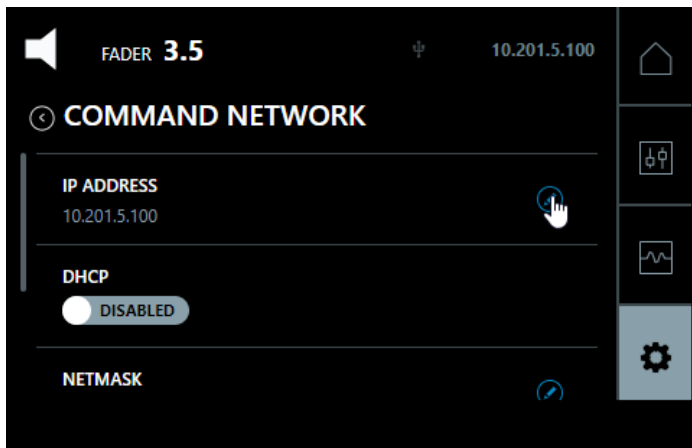 FADER 3.5
10.201.5.100
COMMAND NETWORK
IP ADDRESS
10.201.5.100
DHCP
DISABLED
NETMASK